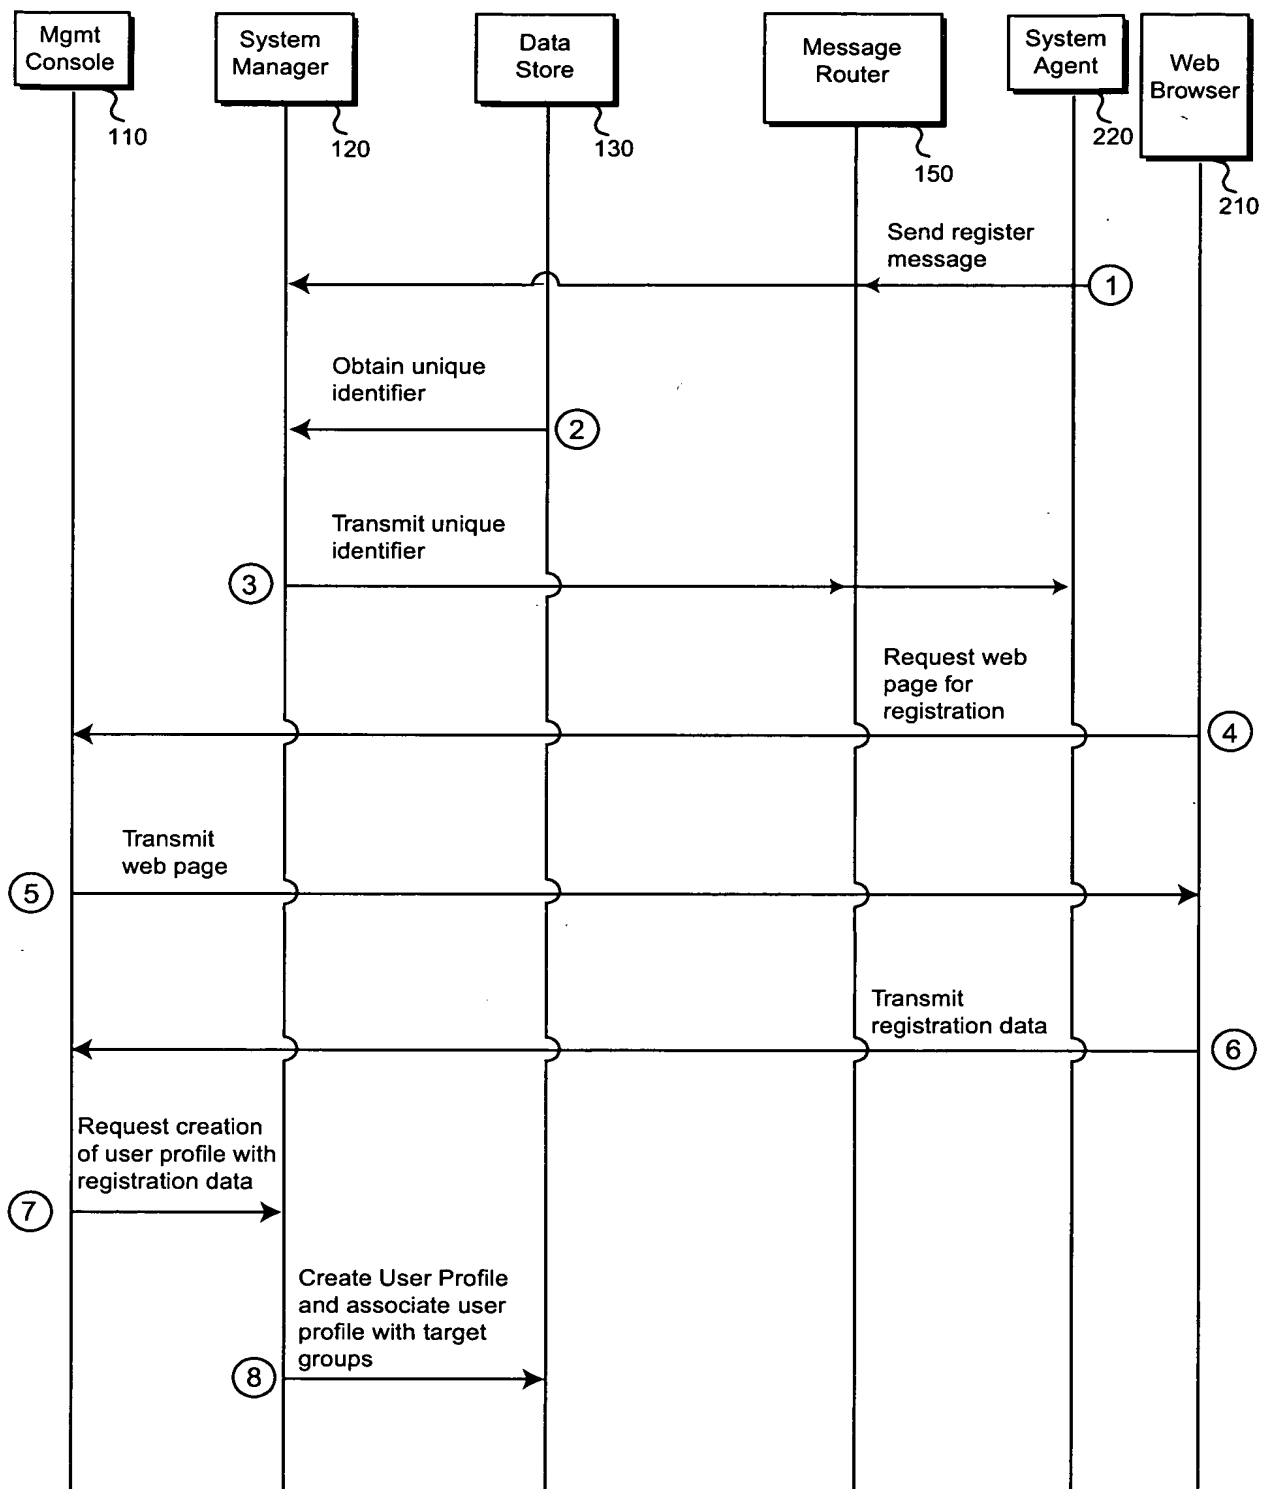 Mgmt
Console
System
Manager
Data
Store
Message
Router
System
Agent
Web
Browser
110
120
130
150
220
210
Send register
message
1
Obtain unique
identifier
2
Transmit unique
identifier
3
Request web
page for
registration
4
Transmit
web page
5
Transmit
registration data
6
Request creation
of user profile with
registration data
7
Create User Profile
and associate user
profile with target
groups
8